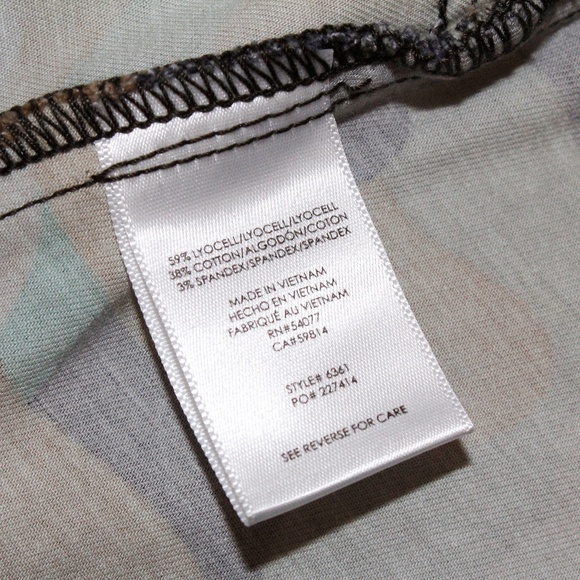 59% LYOCELL/LYOCELL/LYOCELL
38% COTTON/ALGODÓN/COTON
3% SPANDEX/SPANDEX/SPANDEX
MADE IN VIETNAM
HECHO EN VIETNAM
FABRIQUÉ AU VIETNAM
RN#54077
CA#59814
STYLE# 6361
PO# 227414
SEE REVERSE FOR CARE